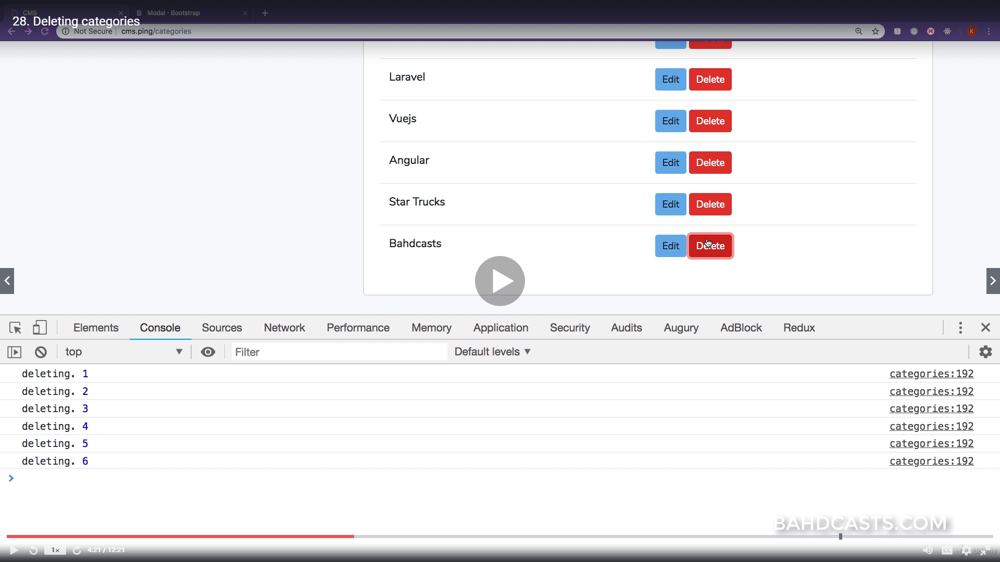 CMS
B Modal · Bootstrap
28. Deleting categories
Not Secure cms.ping/categories
K
Laravel Edit Delete
Vuejs Edit Delete
Angular Edit Delete
Star Trucks Edit Delete
Bahdcasts Edit Delete
Elements Console Sources Network Performance Memory Application Security Audits Augury AdBlock Redux
top Filter Default levels
deleting. 1 categories:192
deleting. 2 categories:192
deleting. 3 categories:192
deleting. 4 categories:192
deleting. 5 categories:192
deleting. 6 categories:192
BAHDCASTS.COM
1x 4:21 / 12:21 CC